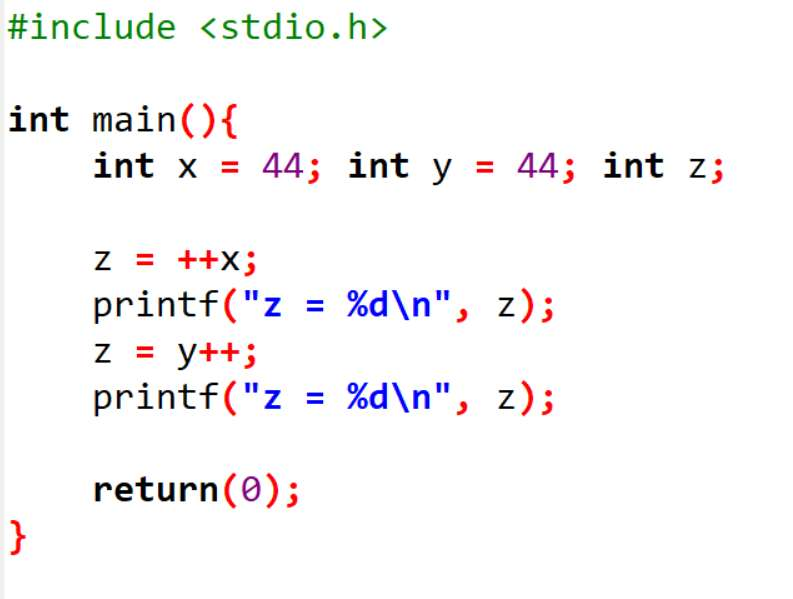 #include <stdio.h>
int main(){
    int x = 44; int y = 44; int z;
    z = ++x;
    printf("z = %d\n", z);
    z = y++;
    printf("z = %d\n", z);
    return(0);
}